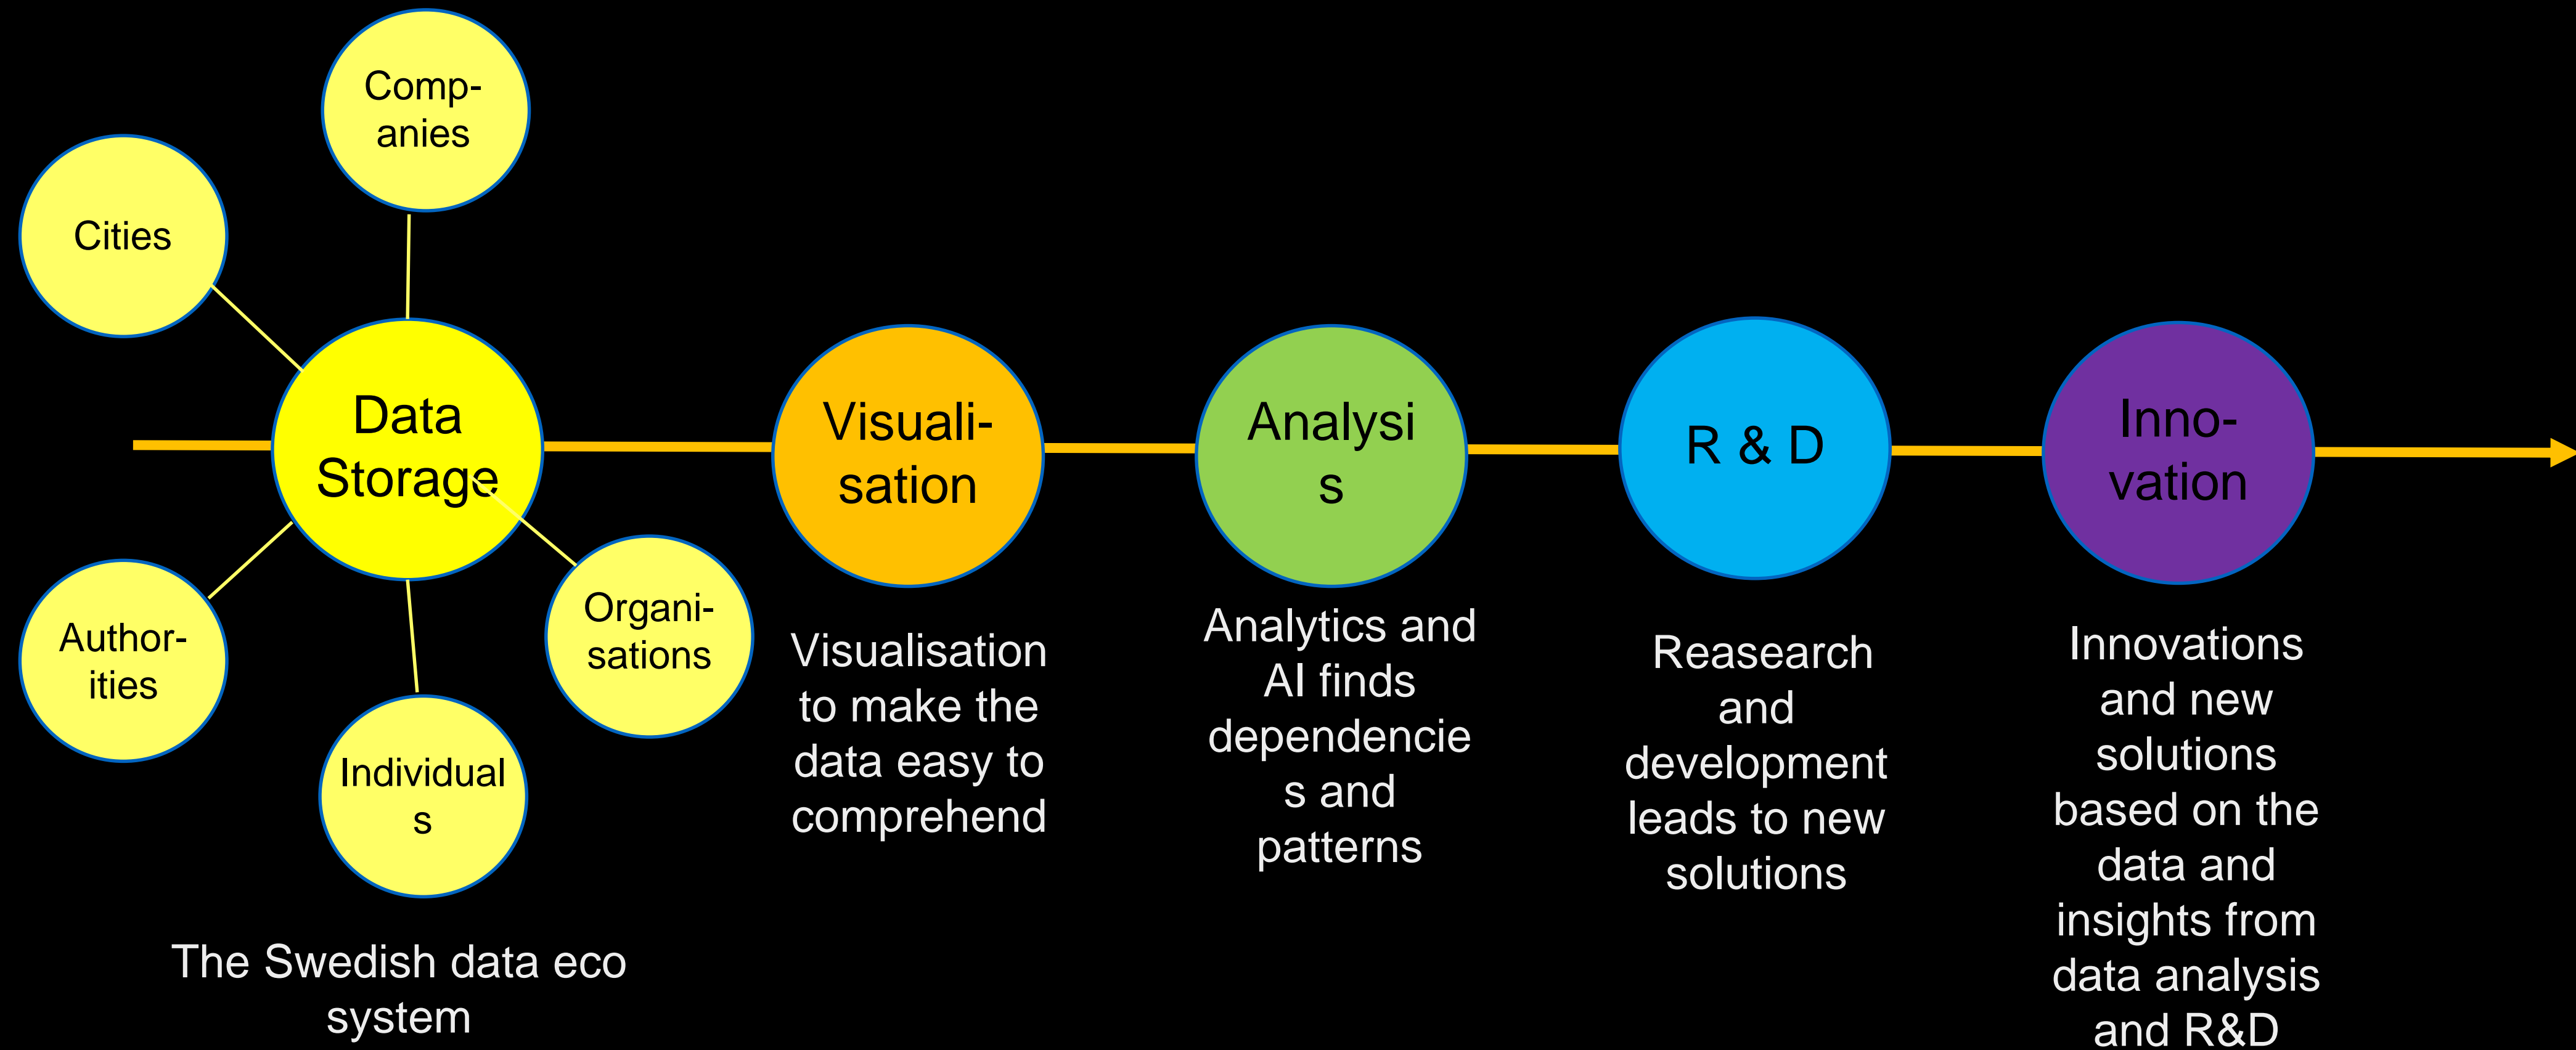 Comp-
anies
Cities
Data
Storage
Author-
ities
Individual
s
Organi-
sations
The Swedish data eco
system
Visuali-
sation
Visualisation
to make the
data easy to
comprehend
Analysi
s
Analytics and
AI finds
dependencie
s and
patterns
R & D
Reasearch
and
development
leads to new
solutions
Inno-
vation
Innovations
and new
solutions
based on the
data and
insights from
data analysis
and R&D